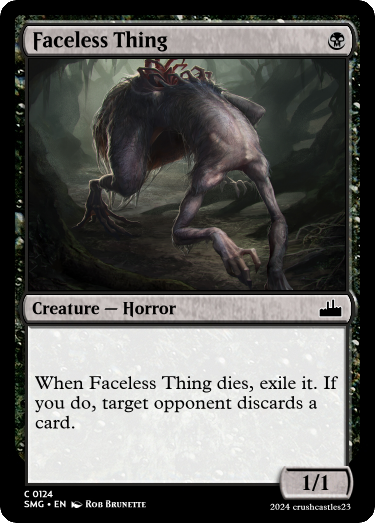 Faceless Thing
Creature — Horror
When Faceless Thing dies, exile it. If
you do, target opponent discards a
card.
1/1
C 0124
SMG • EN Rob Brunette
2024 crushcastles23